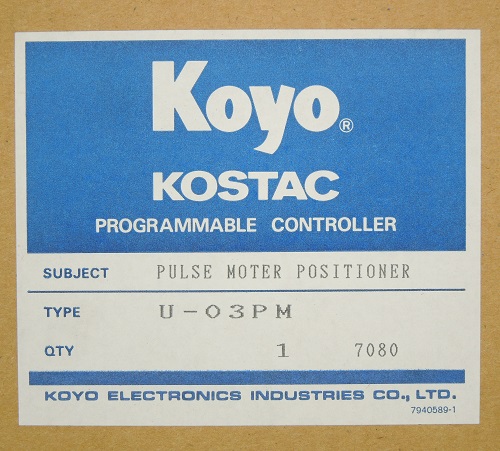 Koyo®
KOSTAC
PROGRAMMABLE CONTROLLER
SUBJECT PULSE MOTER POSITIONER
TYPE U-03PM
QTY 1 7080
KOYO ELECTRONICS INDUSTRIES CO., LTD.
7940589-1